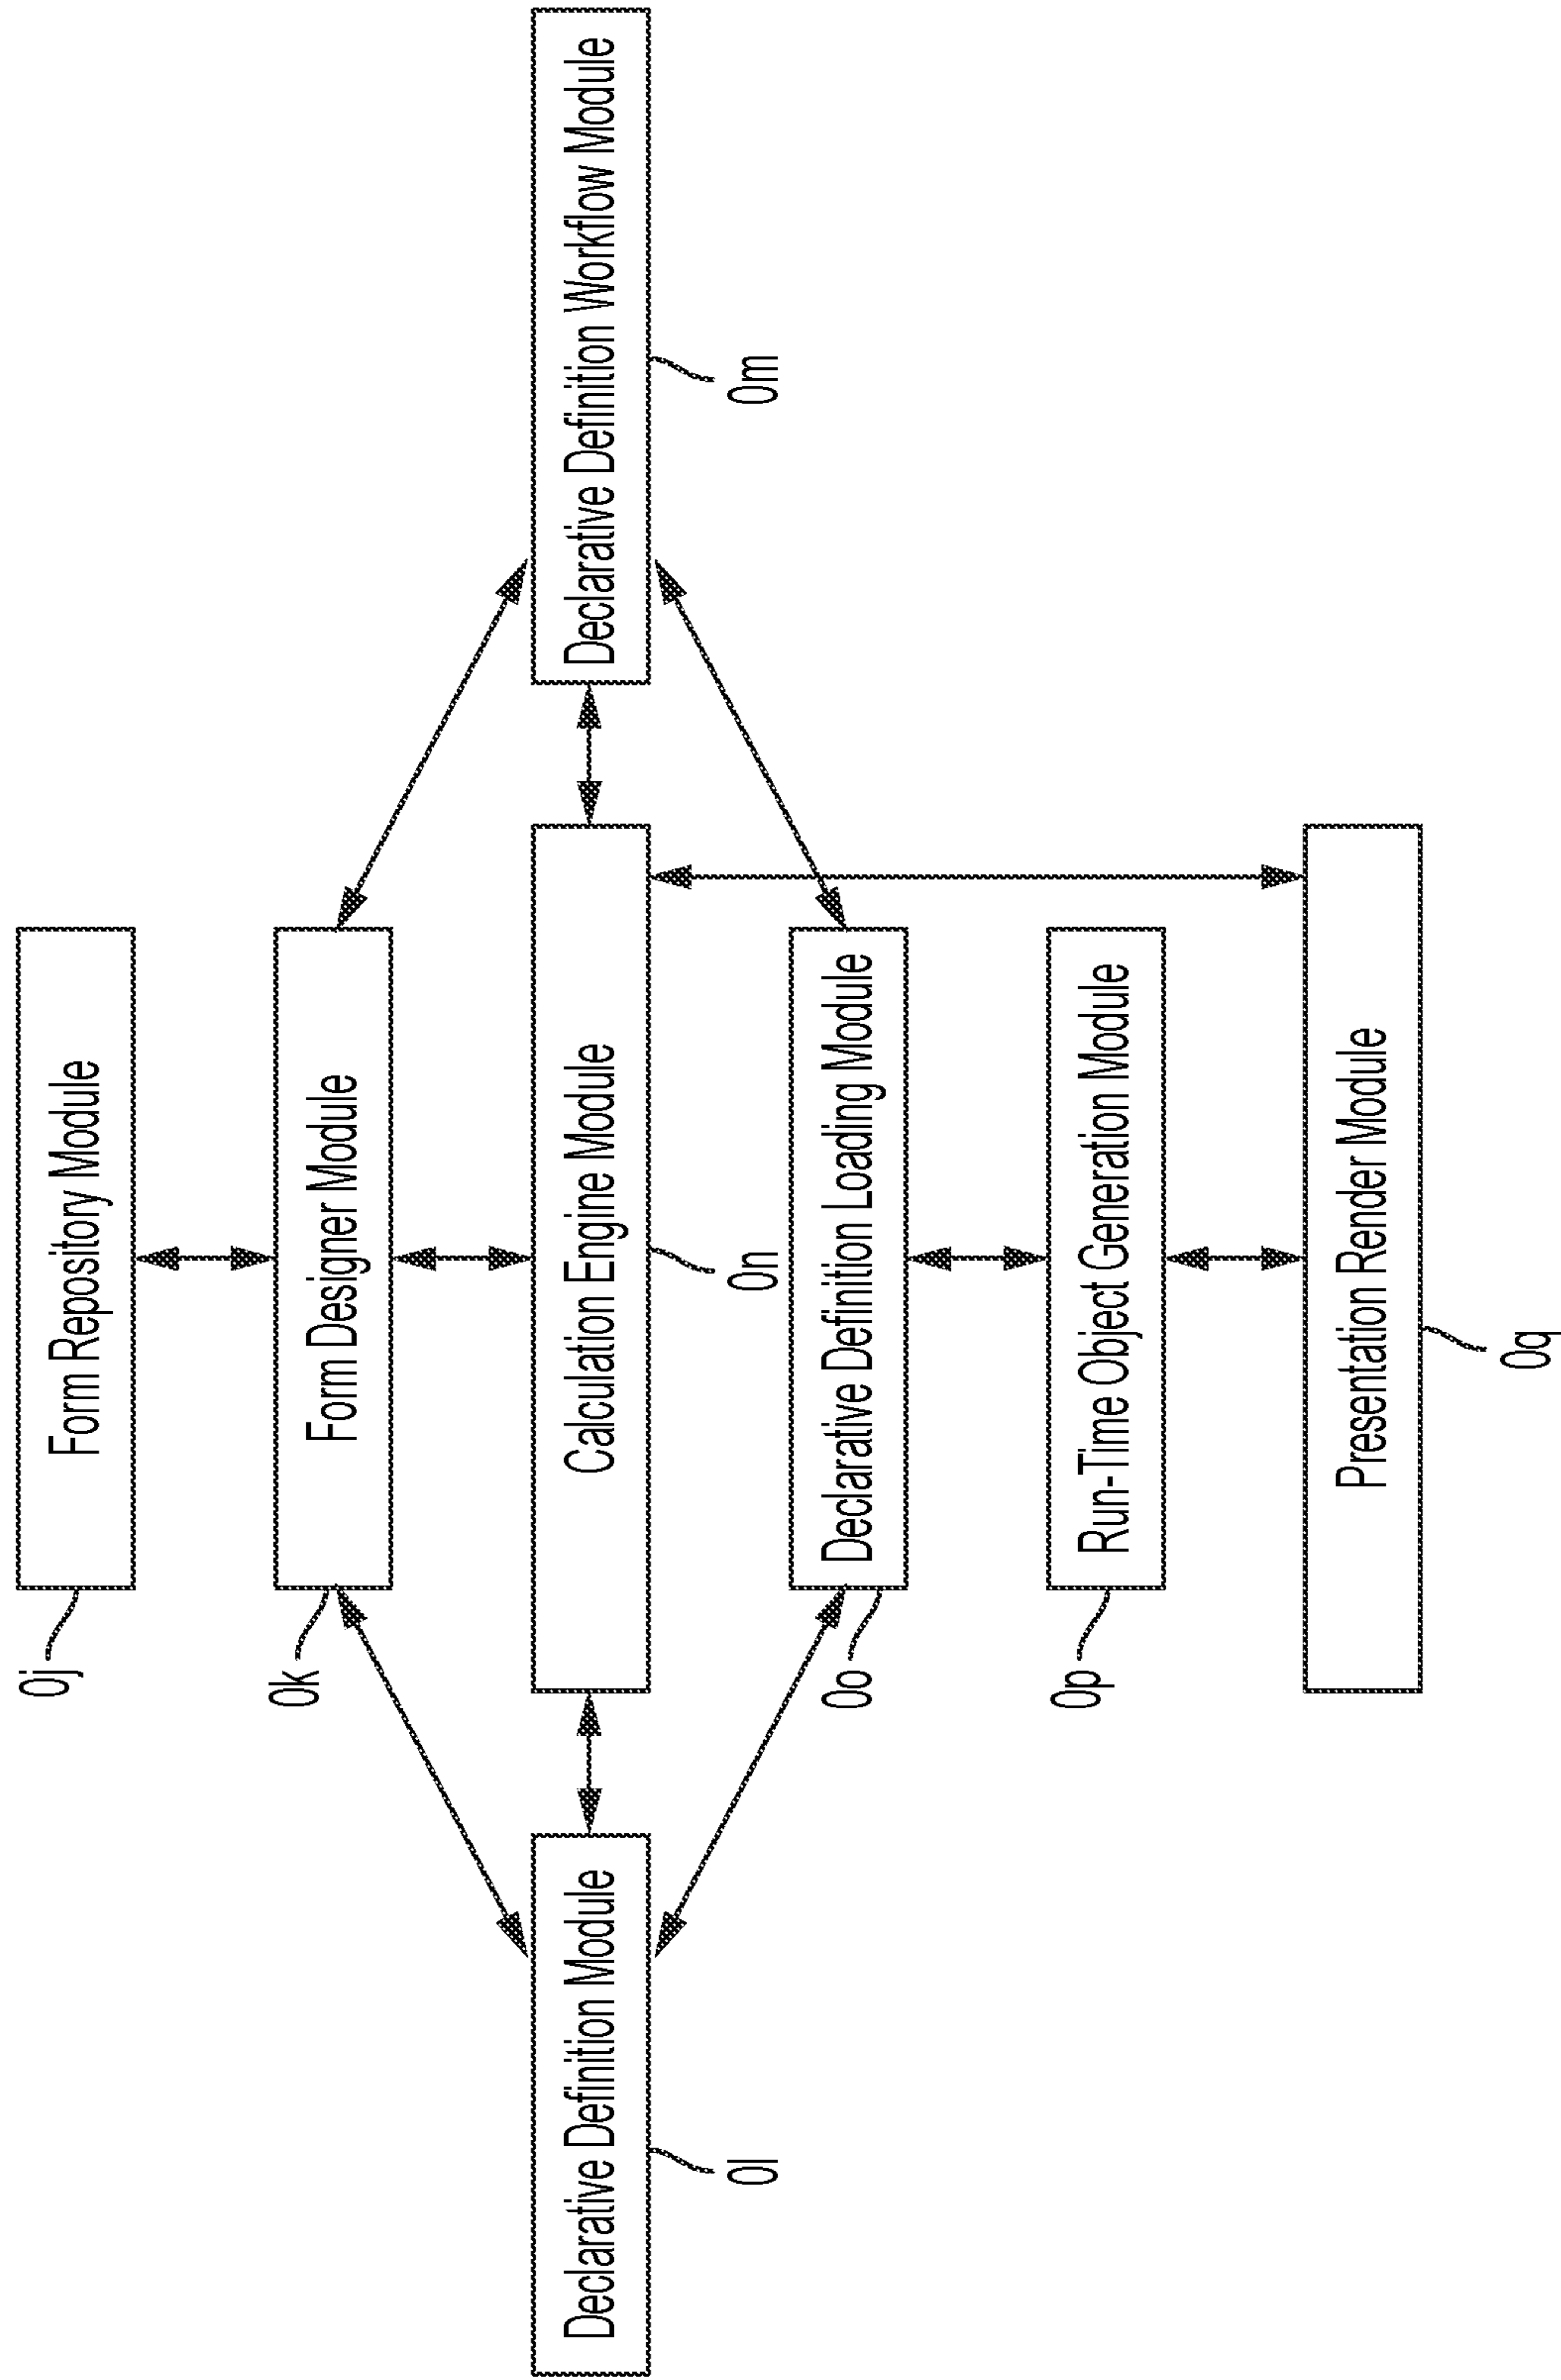 Form Repository Module
0j
Form Designer Module
0k
Declarative Definition Module
0l
Calculation Engine Module
0n
Declarative Definition Workflow Module
0m
Declarative Definition Loading Module
0o
Run-Time Object Generation Module
0p
Presentation Render Module
0q